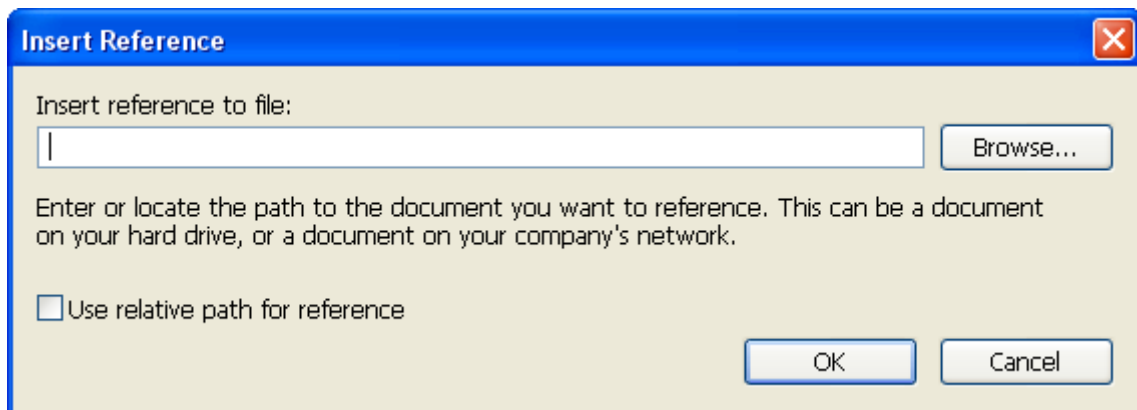 Insert Reference
Insert reference to file:
Browse...
Enter or locate the path to the document you want to reference. This can be a document
on your hard drive, or a document on your company's network.
Use relative path for reference
OK
Cancel